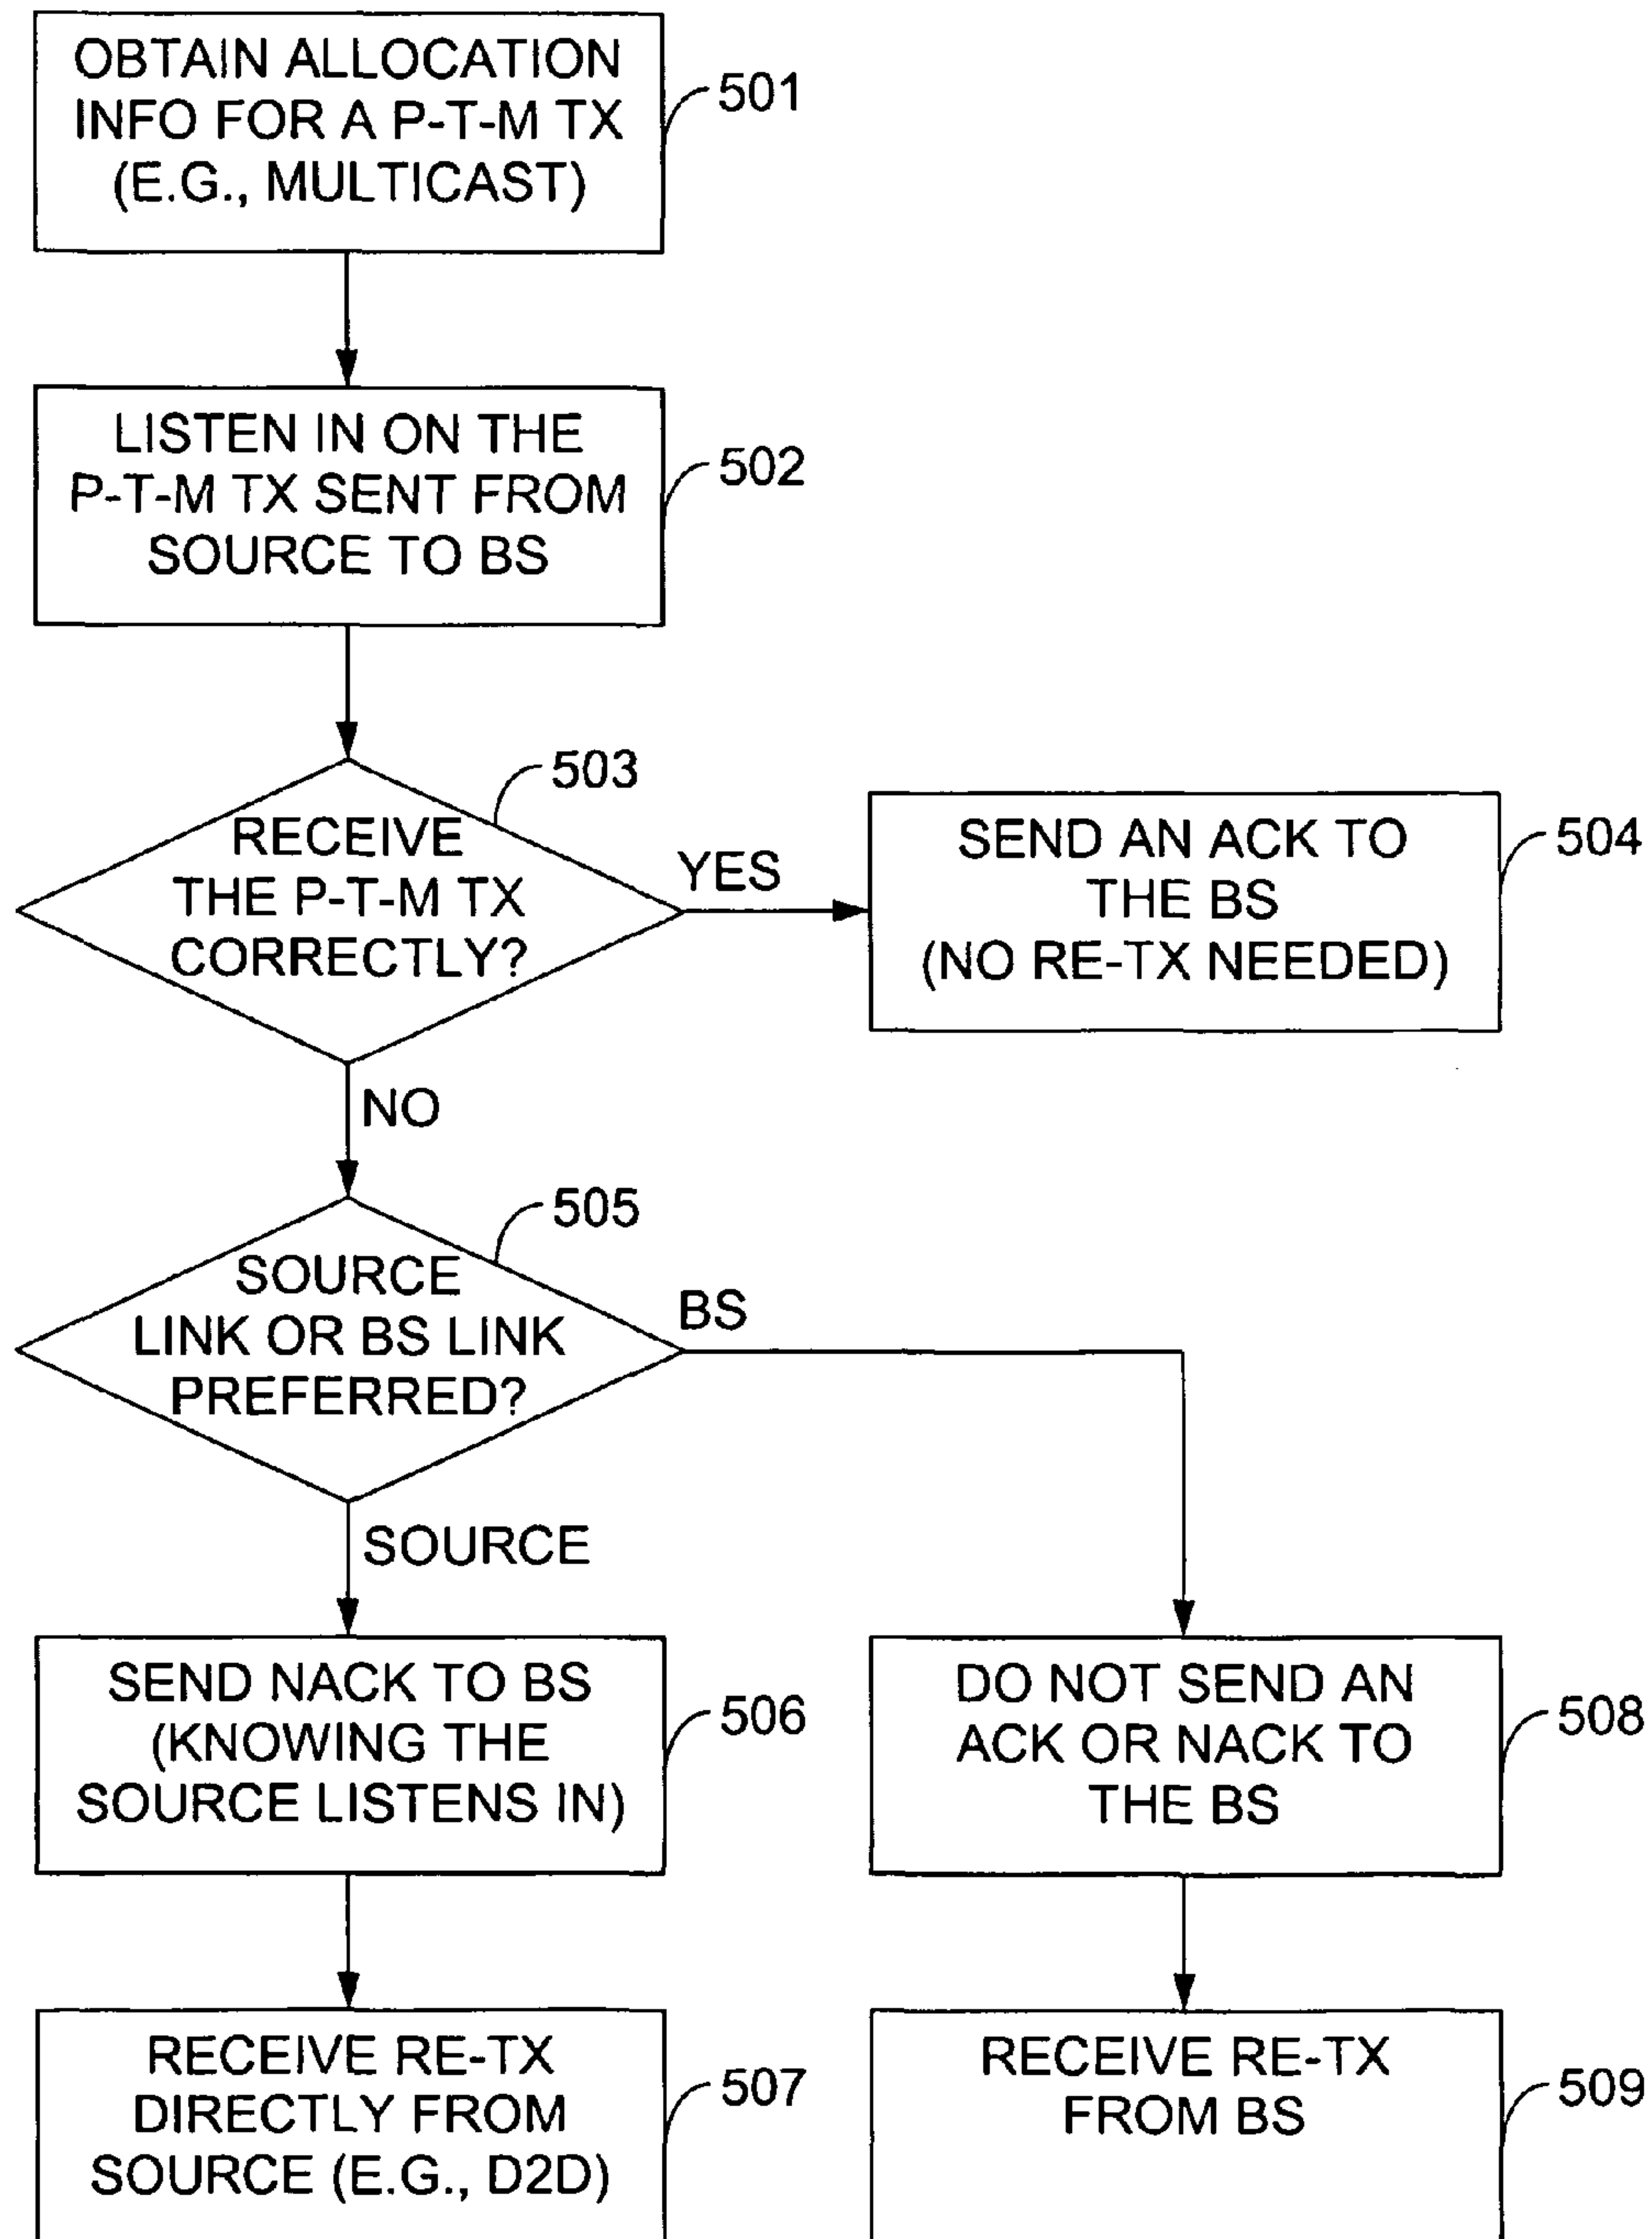 OBTAIN ALLOCATION
INFO FOR A P-T-M TX
(E.G., MULTICAST)
501
LISTEN IN ON THE
P-T-M TX SENT FROM
SOURCE TO BS
502
RECEIVE
THE P-T-M TX
CORRECTLY?
503
YES
SEND AN ACK TO
THE BS
(NO RE-TX NEEDED)
504
NO
SOURCE
LINK OR BS LINK
PREFERRED?
505
BS
SOURCE
SEND NACK TO BS
(KNOWING THE
SOURCE LISTENS IN)
506
DO NOT SEND AN
ACK OR NACK TO
THE BS
508
RECEIVE RE-TX
DIRECTLY FROM
SOURCE (E.G., D2D)
507
RECEIVE RE-TX
FROM BS
509